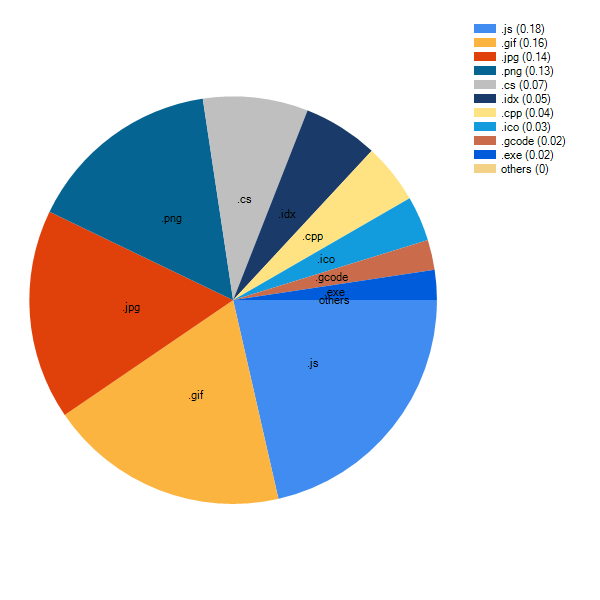 .js (0.18)
.gif (0.16)
.jpg (0.14)
.png (0.13)
.cs (0.07)
.idx (0.05)
.cpp (0.04)
.ico (0.03)
.gcode (0.02)
.exe (0.02)
others (0)
.cs
.idx
.png
.cpp
.ico
.gcode
.exe
others
.jpg
.js
.gif